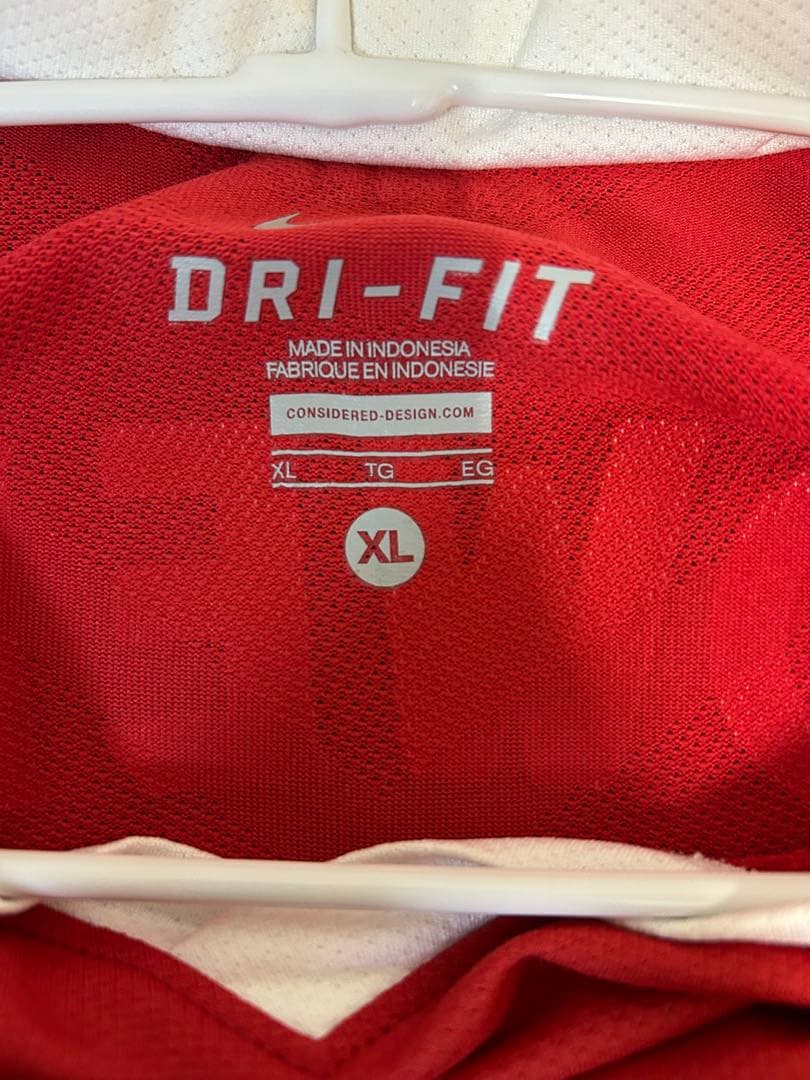 DRI-FIT
MADE IN INDONESIA
FABRIQUE EN INDONESIE
CONSIDERED-DESIGN.COM
XL TG EG
XL